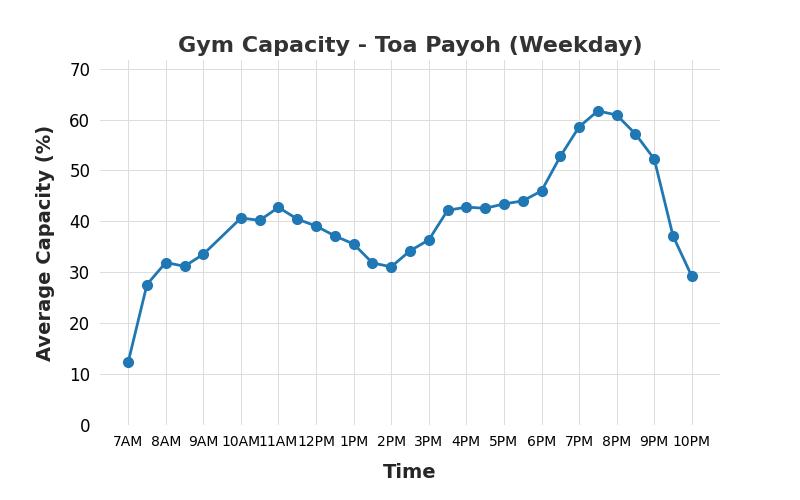 Gym Capacity - Toa Payoh (Weekday)
70
60
50
40
30
20
10
0
Average Capacity (%)
7AM 8AM 9AM 10AM 11AM 12PM 1PM 2PM 3PM 4PM 5PM 6PM 7PM 8PM 9PM 10PM
Time